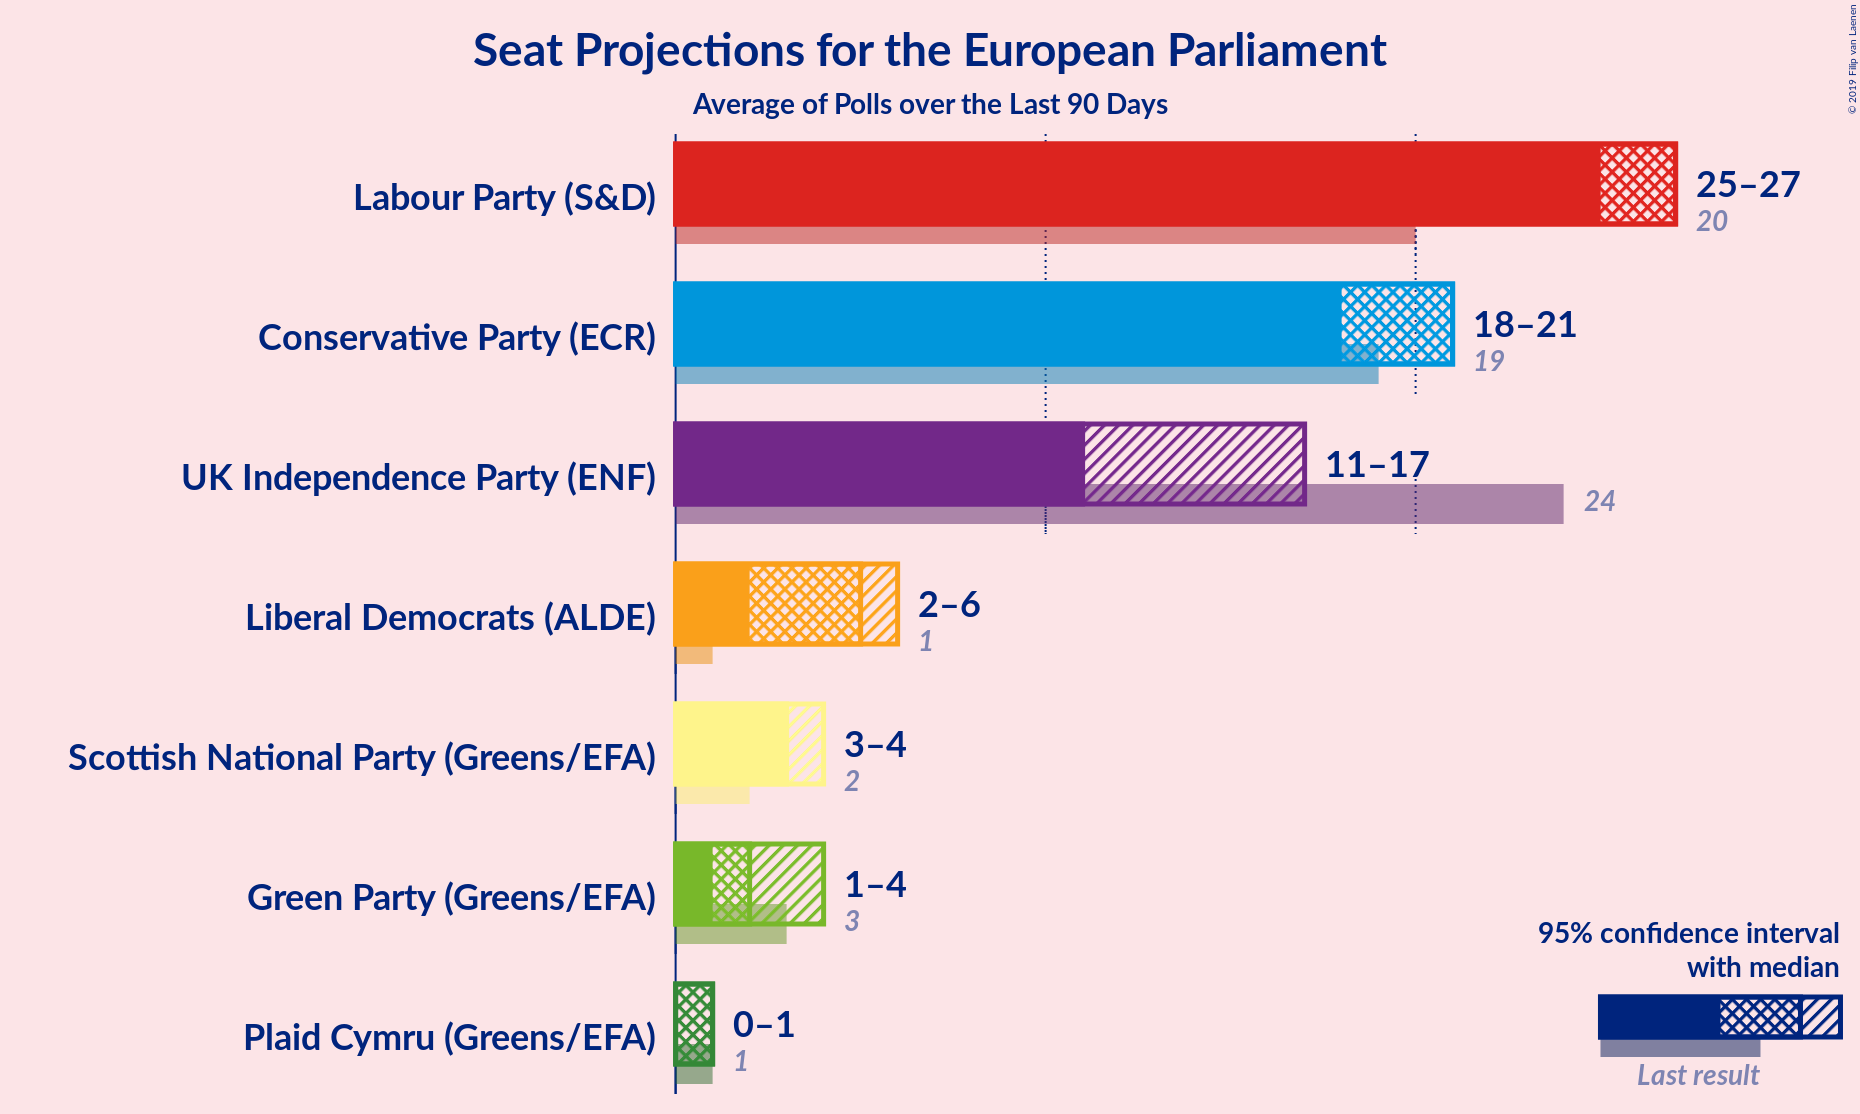 Seat Projections for the European Parliament
Average of Polls over the Last 90 Days
© 2019 Filip van Laenen
Labour Party (S&D)
25–27
20
Conservative Party (ECR)
18–21
19
UK Independence Party (ENF)
11–17
24
Liberal Democrats (ALDE)
2–6
1
Scottish National Party (Greens/EFA)
3–4
2
Green Party (Greens/EFA)
1–4
3
Plaid Cymru (Greens/EFA)
0–1
1
95% confidence interval
with median
Last result